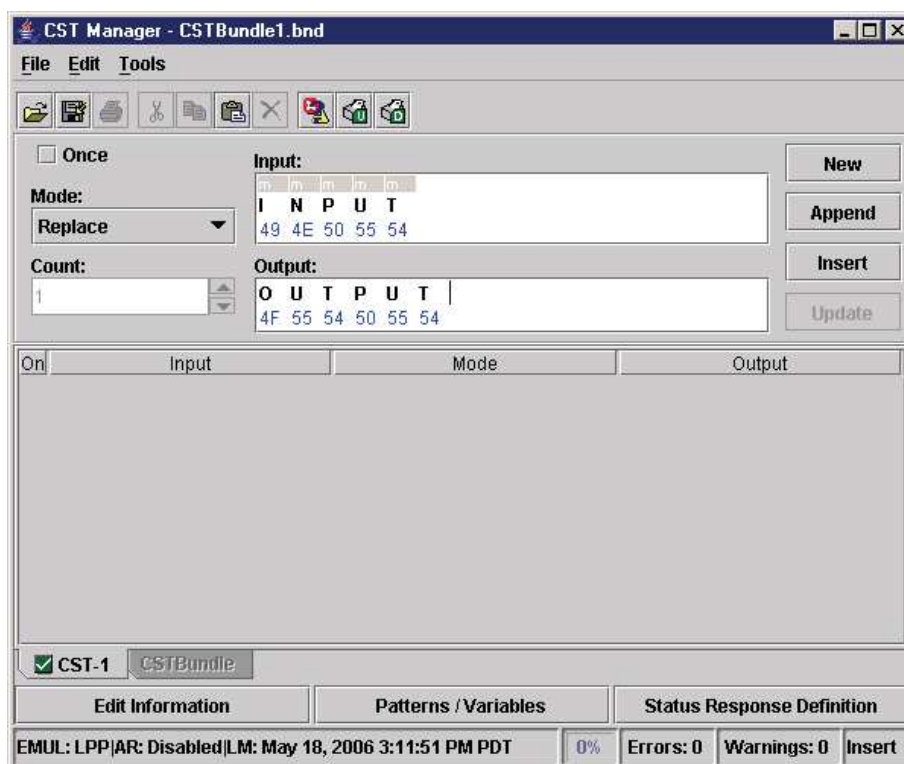 CST Manager - CSTBundle1.bnd
File Edit Tools
Once
Mode:
Replace
Count:
1
Input:
m m m m m
I N P U T
49 4E 50 55 54
Output:
O U T P U T
4F 55 54 50 55 54
New
Append
Insert
Update
On Input Mode Output
CST-1 CSTBundle
Edit Information Patterns / Variables Status Response Definition
EMUL: LPP|AR: Disabled|LM: May 18, 2006 3:11:51 PM PDT 0% Errors: 0 Warnings: 0 Insert